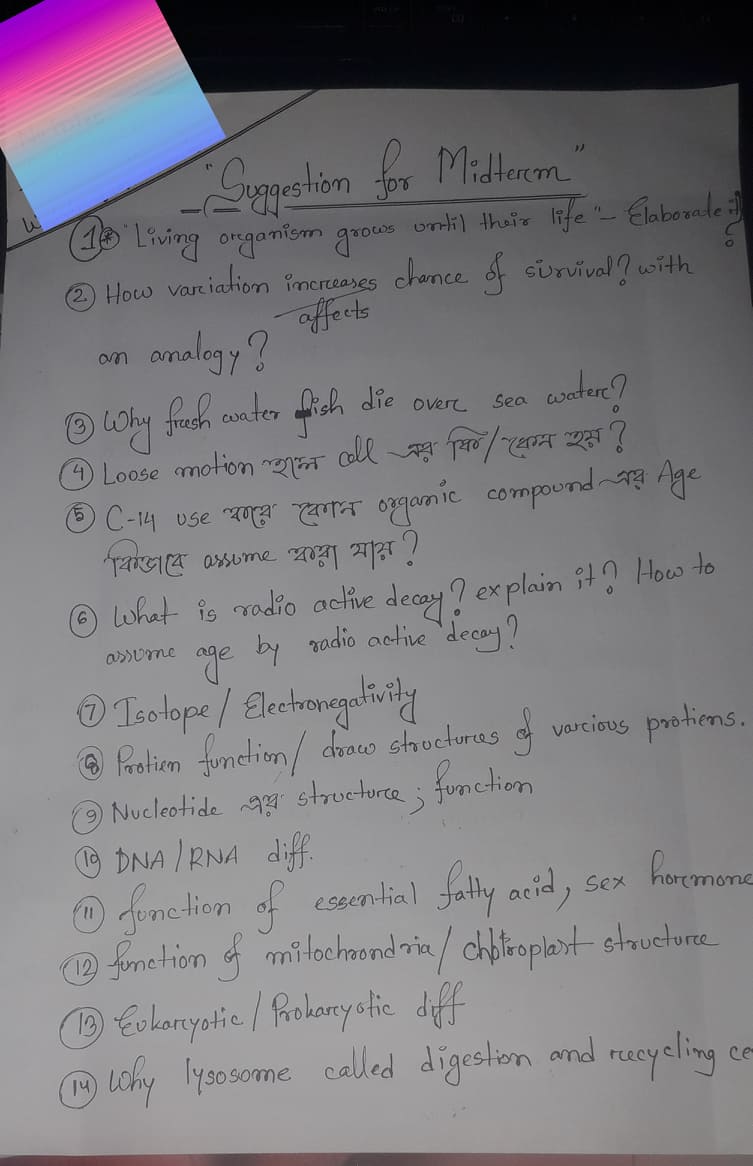 "Suggestion for Midterm"
① "Living organism grows until their life" – Elaborate it?
② How variation increases chance of survival? with
affects
an analogy?
③ Why fresh water fish die over sea water?
④ Loose motion হলে cell এর কি/কেন হয়?
⑤ C-14 use করে কোন organic compound এর Age
কিভাবে assume করা যায়?
⑥ What is radio active decay? explain it? How to
assume age by radio active decay?
⑦ Isotope / Electronegativity
⑧ Protien function / draw structures of various protiens.
⑨ Nucleotide এর structure; function
⑩ DNA / RNA diff.
⑪ function of essential fatty acid, sex hormone
⑫ function of mitochrondria / chlotroplast structure
⑬ Eukaryotic / Prokaryotic diff
⑭ Why lysosome called digestion and recycling ce